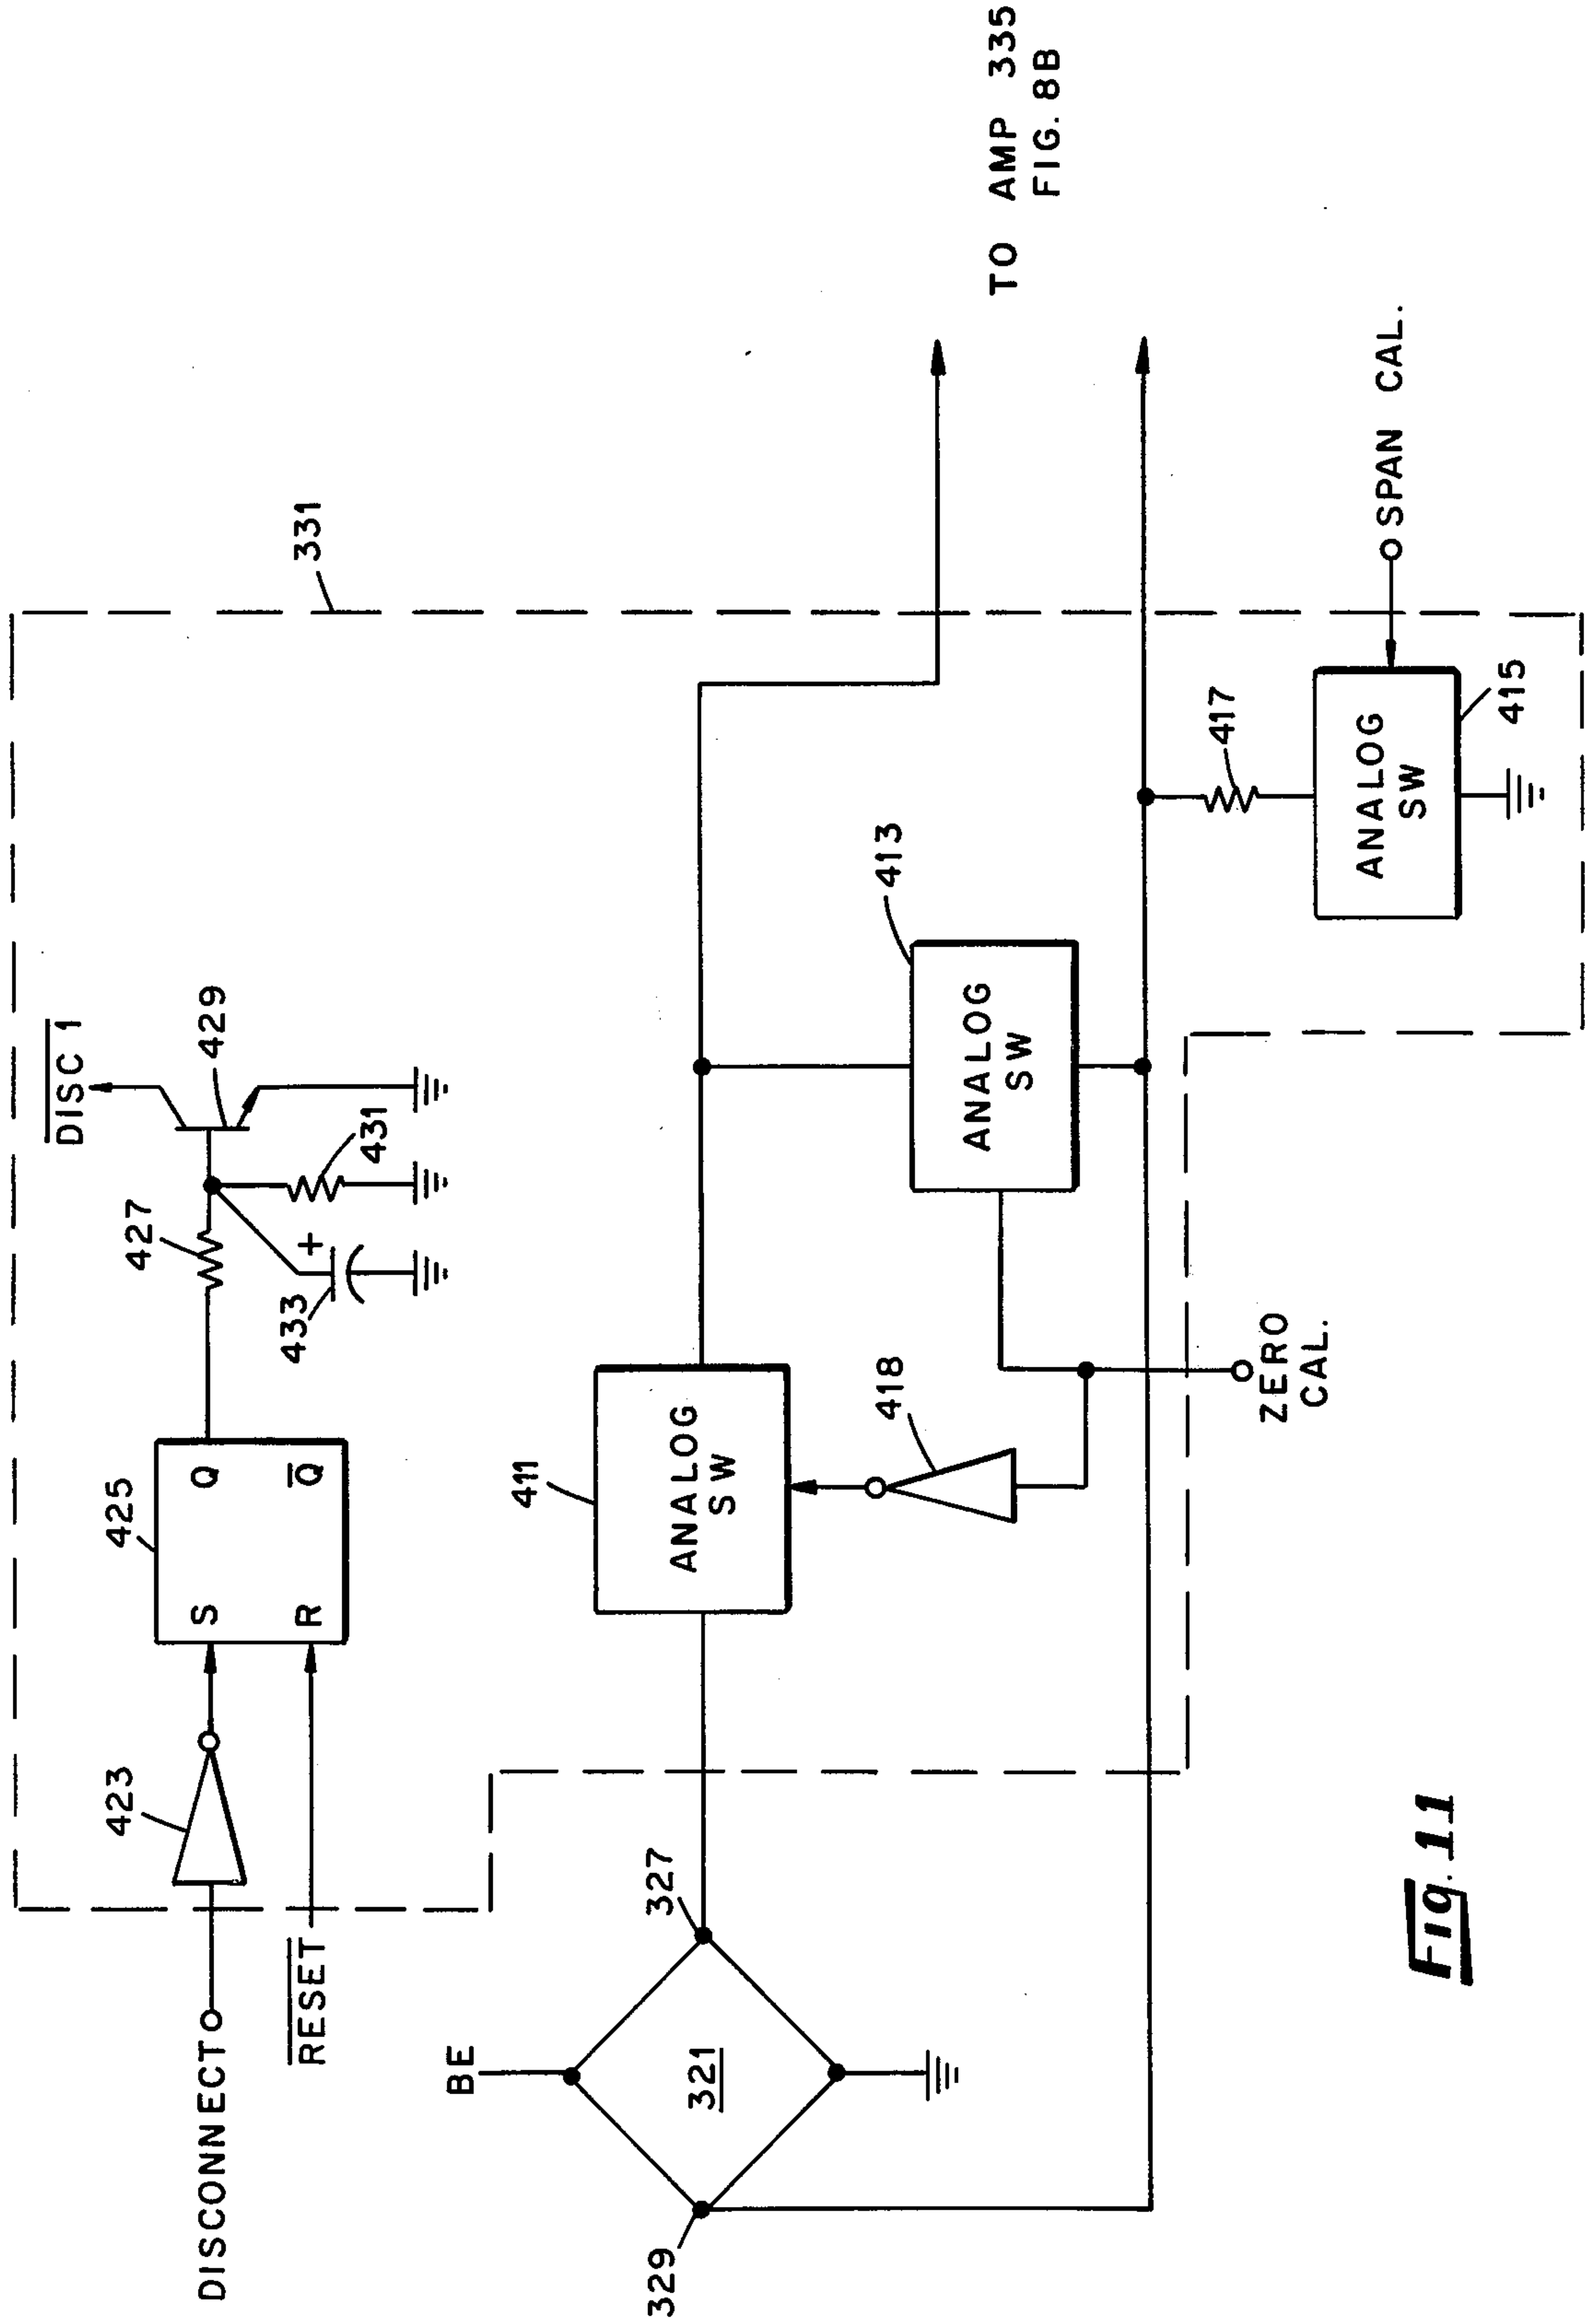 DISCONNECT
RESET
423
425
S
Q
R
Q
427
433
+
431
429
DISC 1
331
BE
321
327
329
411
ANALOG
SW
418
413
ANALOG
SW
ZERO
CAL.
417
ANALOG
SW
415
SPAN CAL.
TO AMP 335
FIG. 8B
Fig. 11